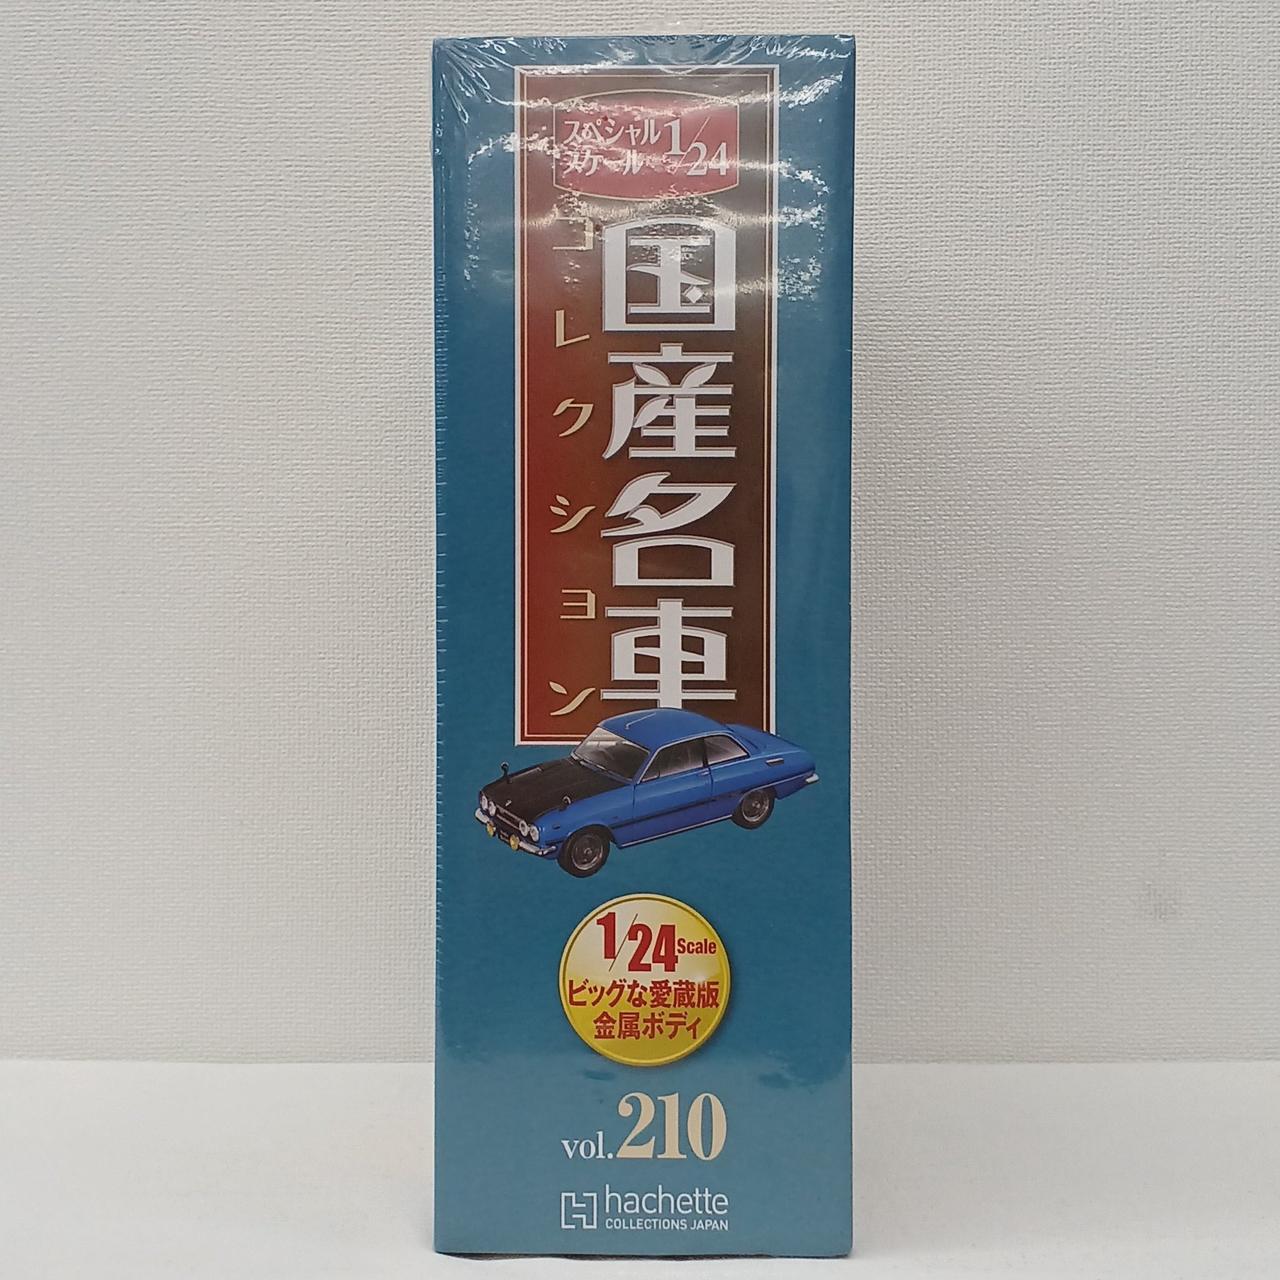 スペシャル
スケール 1/24
国産名車
コレクション
1/24 Scale
ビッグな愛蔵版
金属ボディ
vol.210
hachette
COLLECTIONS JAPAN